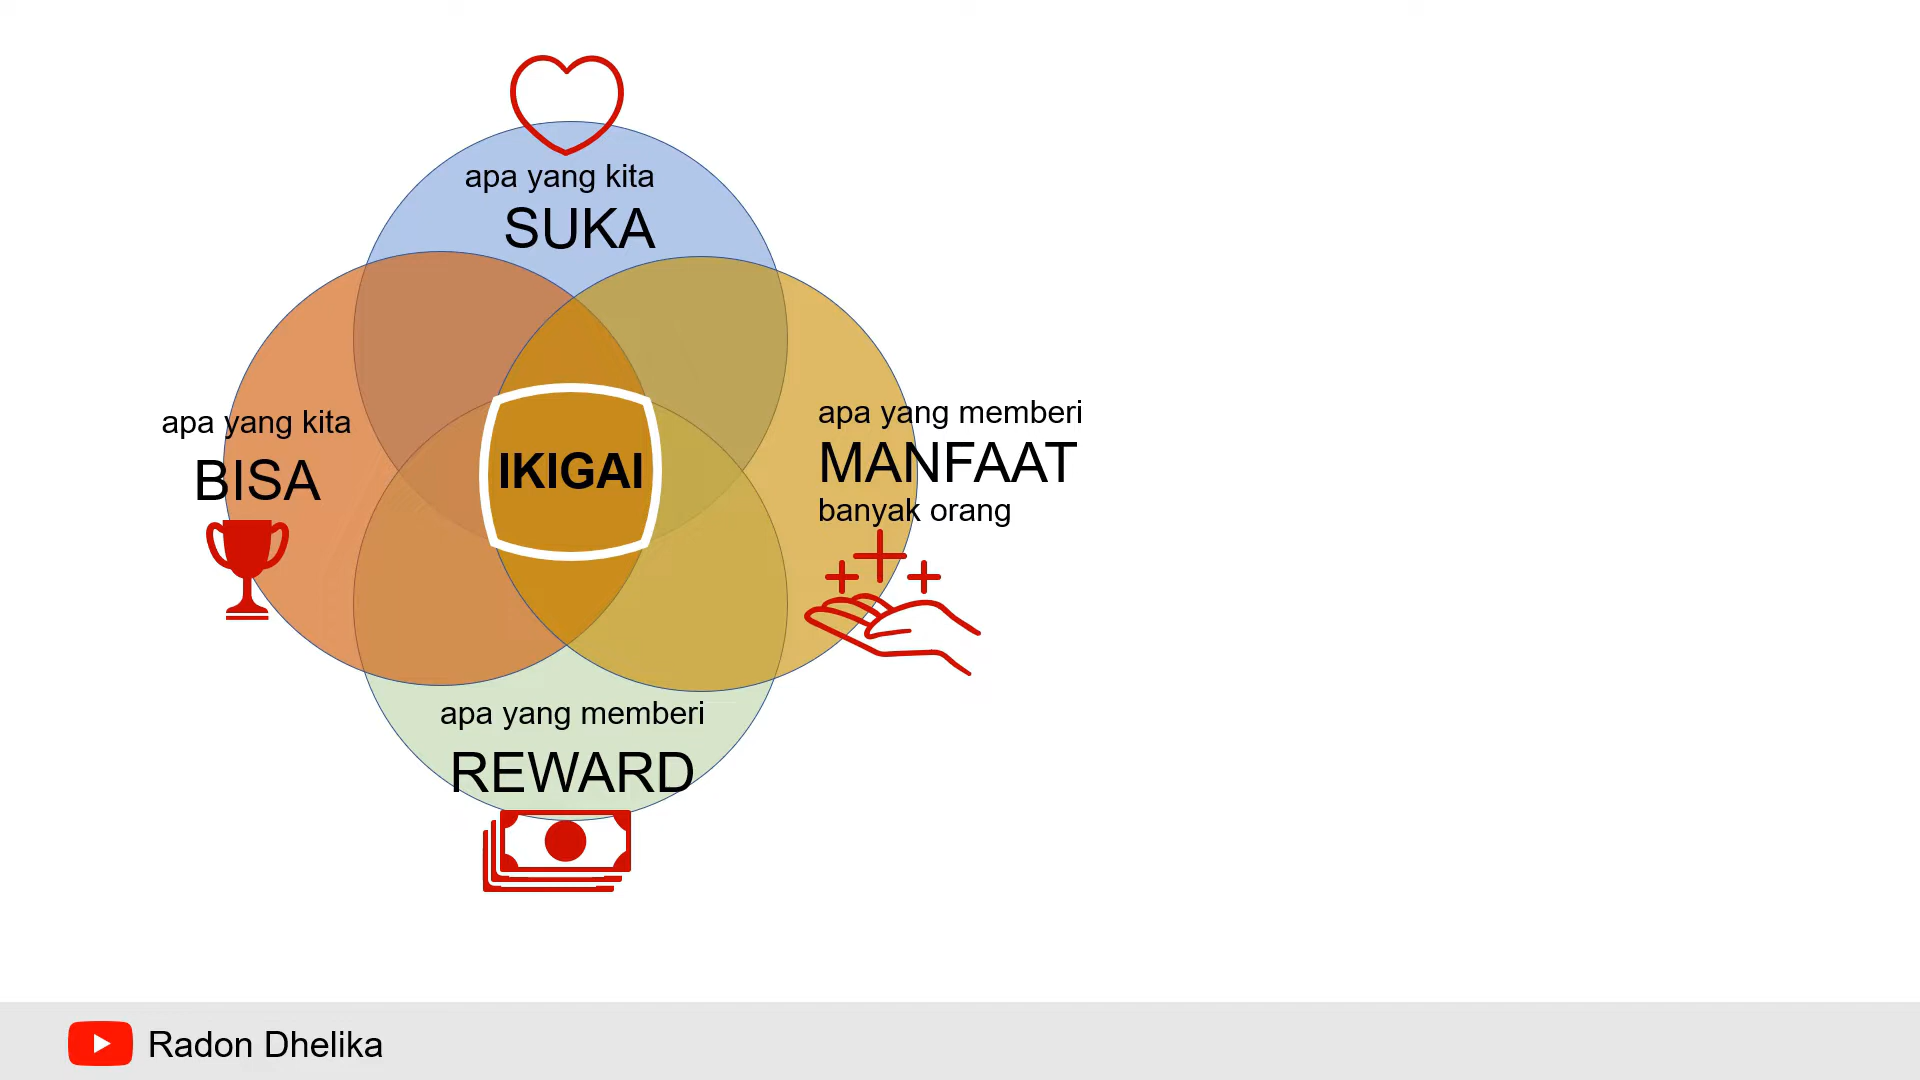 apa yang kita
SUKA
apa yang kita
BISA
IKIGAI
apa yang memberi
MANFAAT
banyak orang
apa yang memberi
REWARD
Radon Dhelika